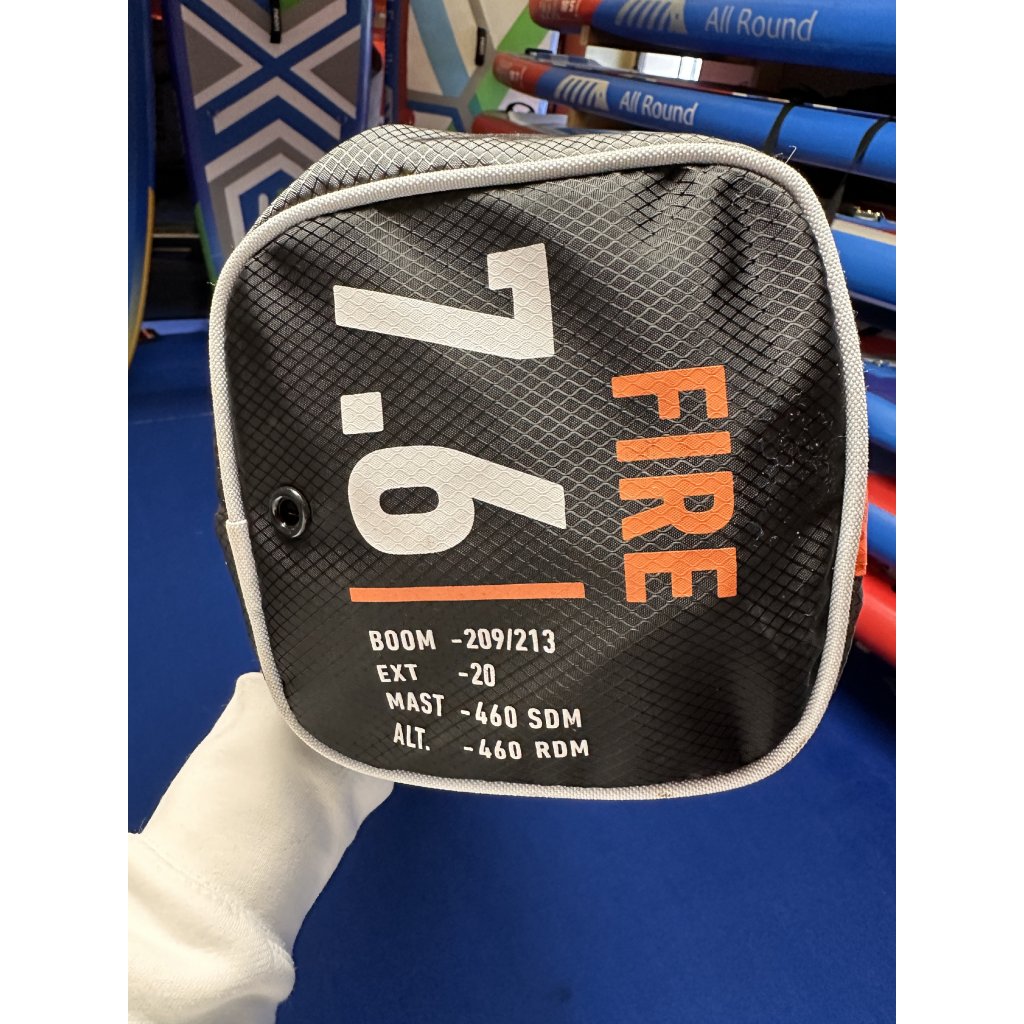 All Round
All Round
7.6
FIRE
BOOM -209/213
EXT -20
MAST -460 SDM
ALT. -460 RDM